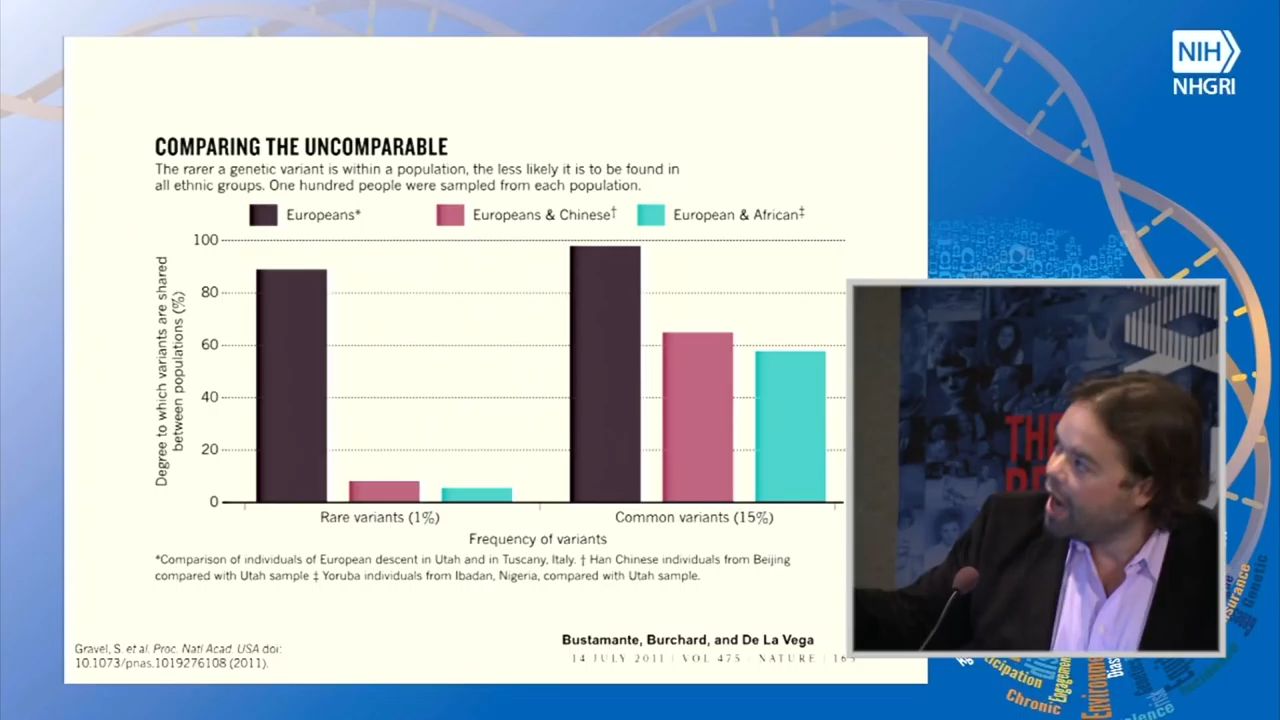 NIH
NHGRI
COMPARING THE UNCOMPARABLE
The rarer a genetic variant is within a population, the less likely it is to be found in
all ethnic groups. One hundred people were sampled from each population.
Europeans*
Europeans & Chinese†
European & African‡
Degree to which variants are shared
between populations (%)
100
80
60
40
20
0
Rare variants (1%)
Common variants (15%)
Frequency of variants
*Comparison of individuals of European descent in Utah and in Tuscany, Italy. † Han Chinese individuals from Beijing
compared with Utah sample ‡ Yoruba individuals from Ibadan, Nigeria, compared with Utah sample.
Gravel, S. et al. Proc. Natl Acad. USA doi:
10.1073/pnas.1019276108 (2011).
Bustamante, Burchard, and De La Vega
14 JULY 2011 | VOL 475 | NATURE | 163
THE
Genetic
Chronic